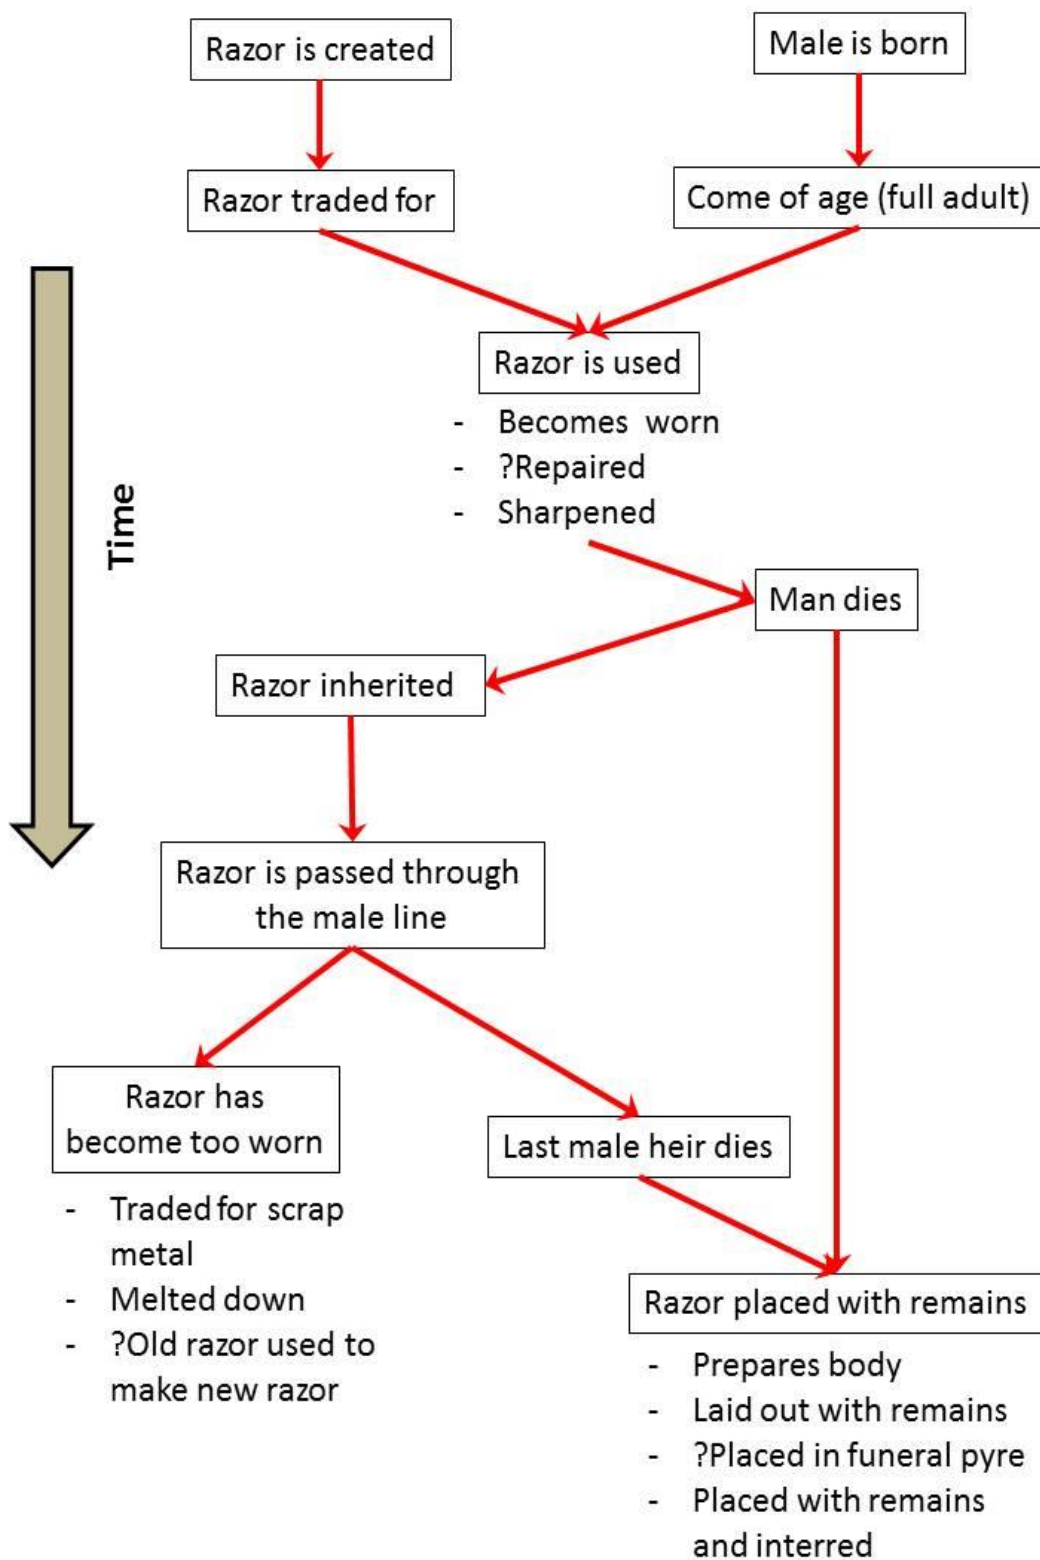 Razor is created
Male is born
Razor traded for
Come of age (full adult)
Razor is used
- Becomes worn
- ?Repaired
- Sharpened
Time
Man dies
Razor inherited
Razor is passed through
the male line
Razor has
become too worn
- Traded for scrap
metal
- Melted down
- ?Old razor used to
make new razor
Last male heir dies
Razor placed with remains
- Prepares body
- Laid out with remains
- ?Placed in funeral pyre
- Placed with remains
and interred